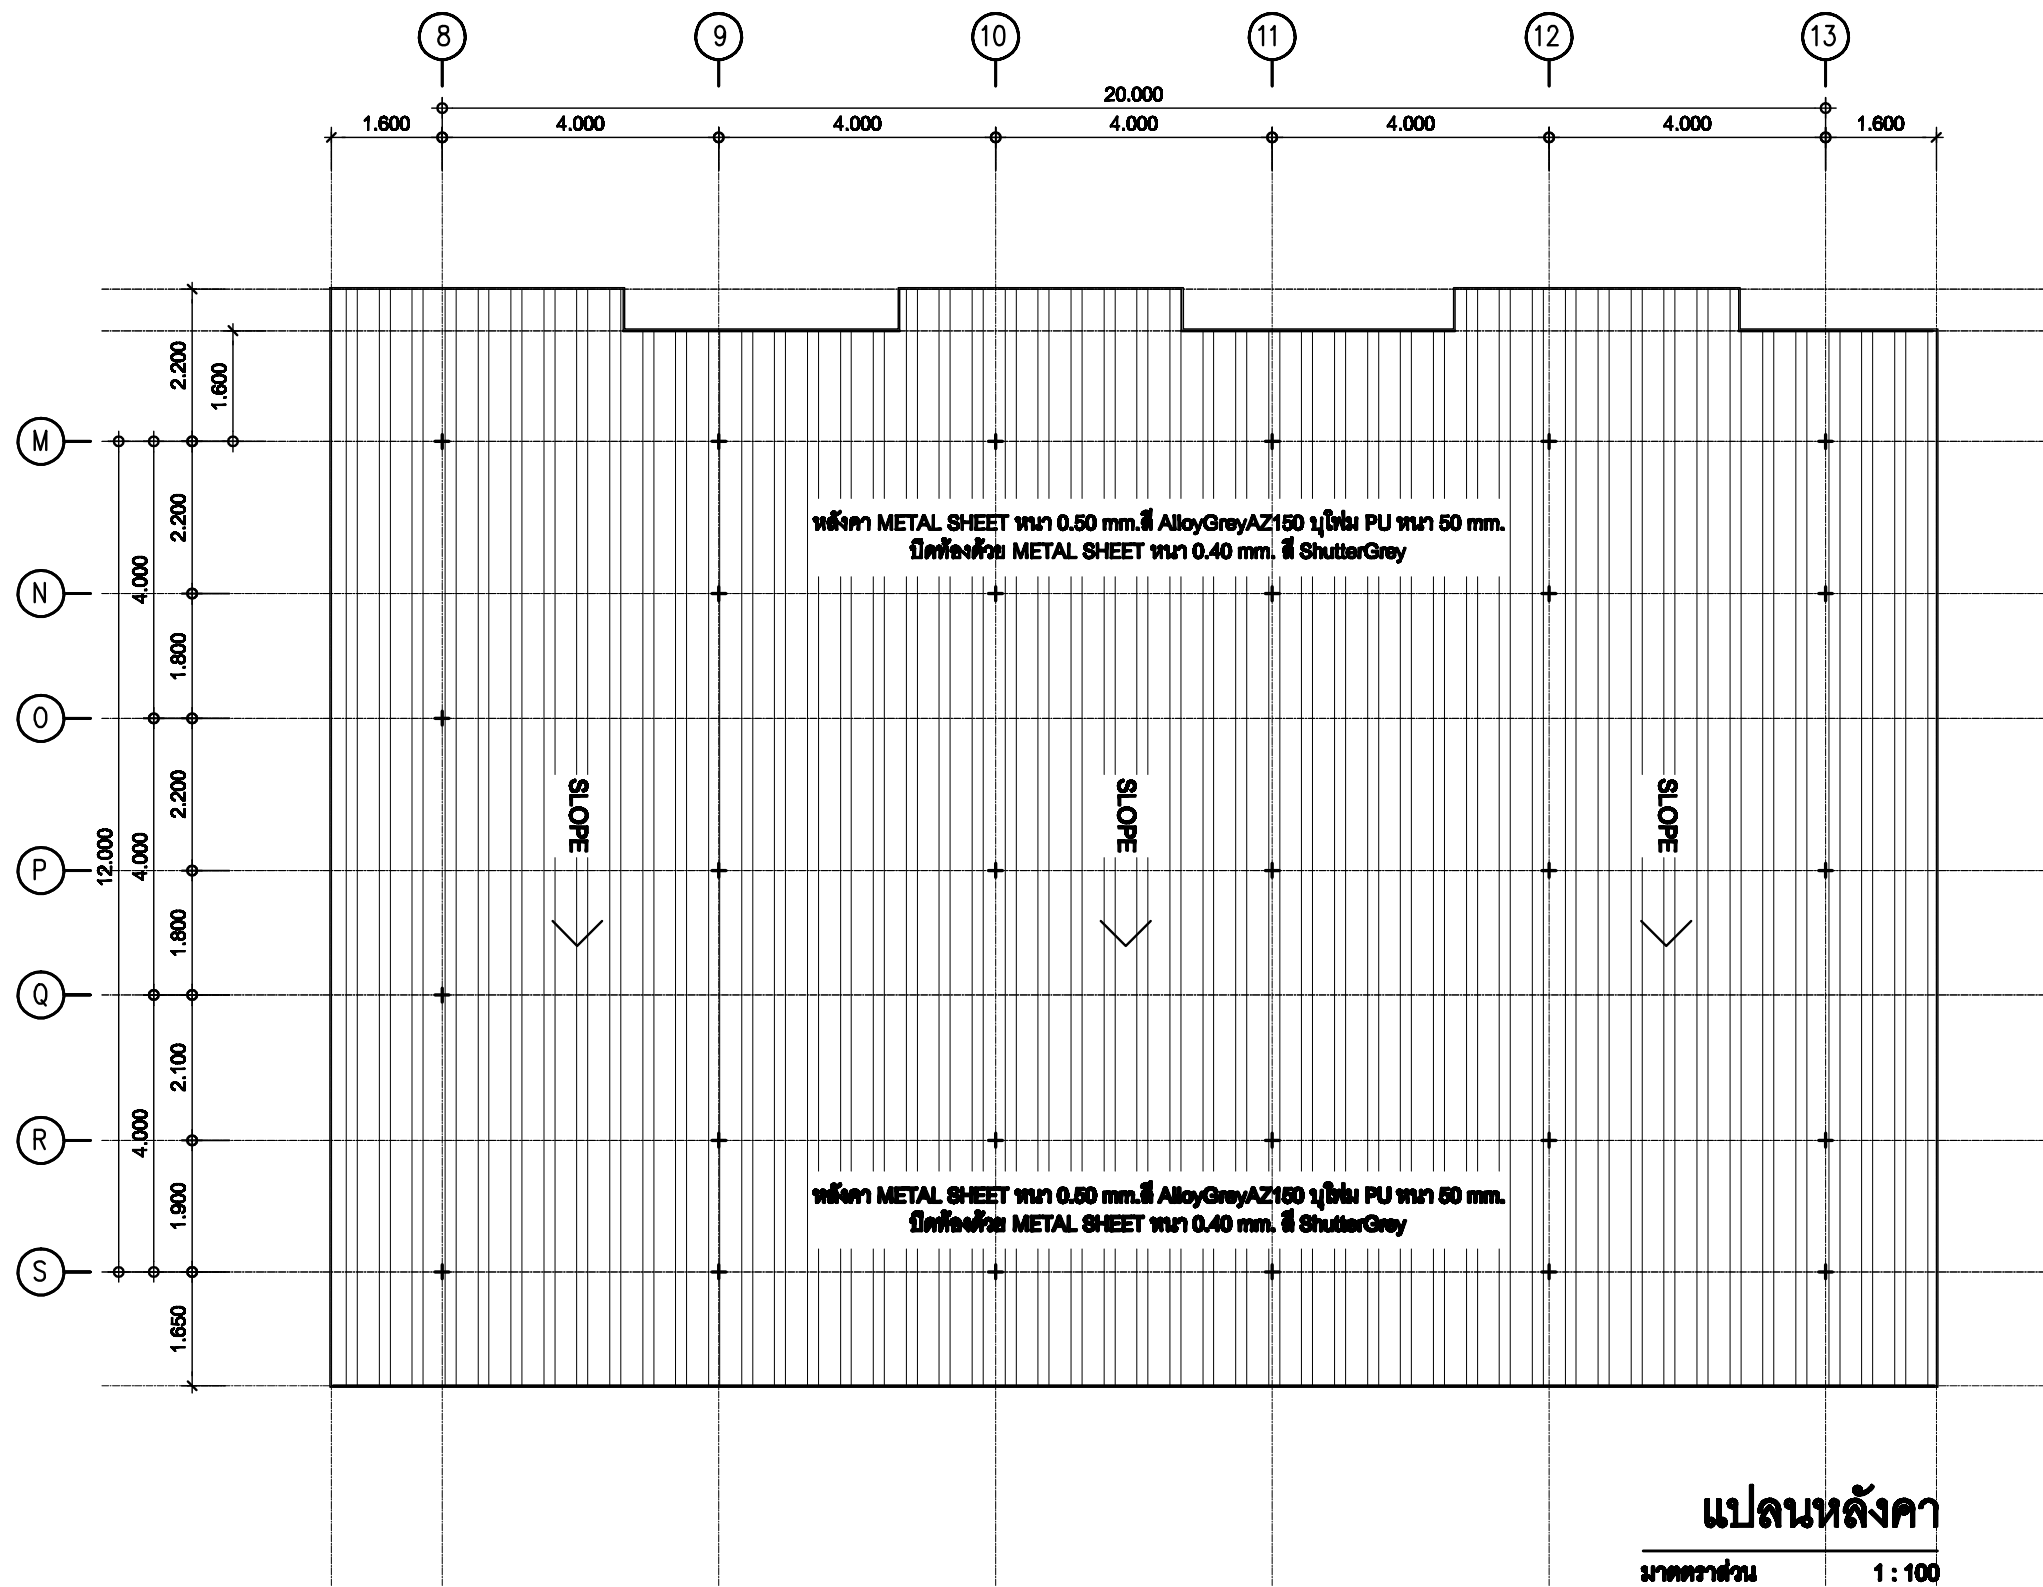 8 9 10 11 12 13
20.000
1.600 4.000 4.000 4.000 4.000 4.000 1.600
2.200
1.600
M
2.200
4.000
N
1.800
O
2.200
12.000
4.000
P
1.800
Q
2.100
4.000
R
1.900
S
1.650
หลังคา METAL SHEET หนา 0.50 mm.สี AlloyGreyAZ150 บุโฟม PU หนา 50 mm.
ปิดท้องด้วย METAL SHEET หนา 0.40 mm. สี ShutterGrey
SLOPE
SLOPE
SLOPE
หลังคา METAL SHEET หนา 0.50 mm.สี AlloyGreyAZ150 บุโฟม PU หนา 50 mm.
ปิดท้องด้วย METAL SHEET หนา 0.40 mm. สี ShutterGrey
แปลนหลังคา
มาตตราส่วน 1 : 100